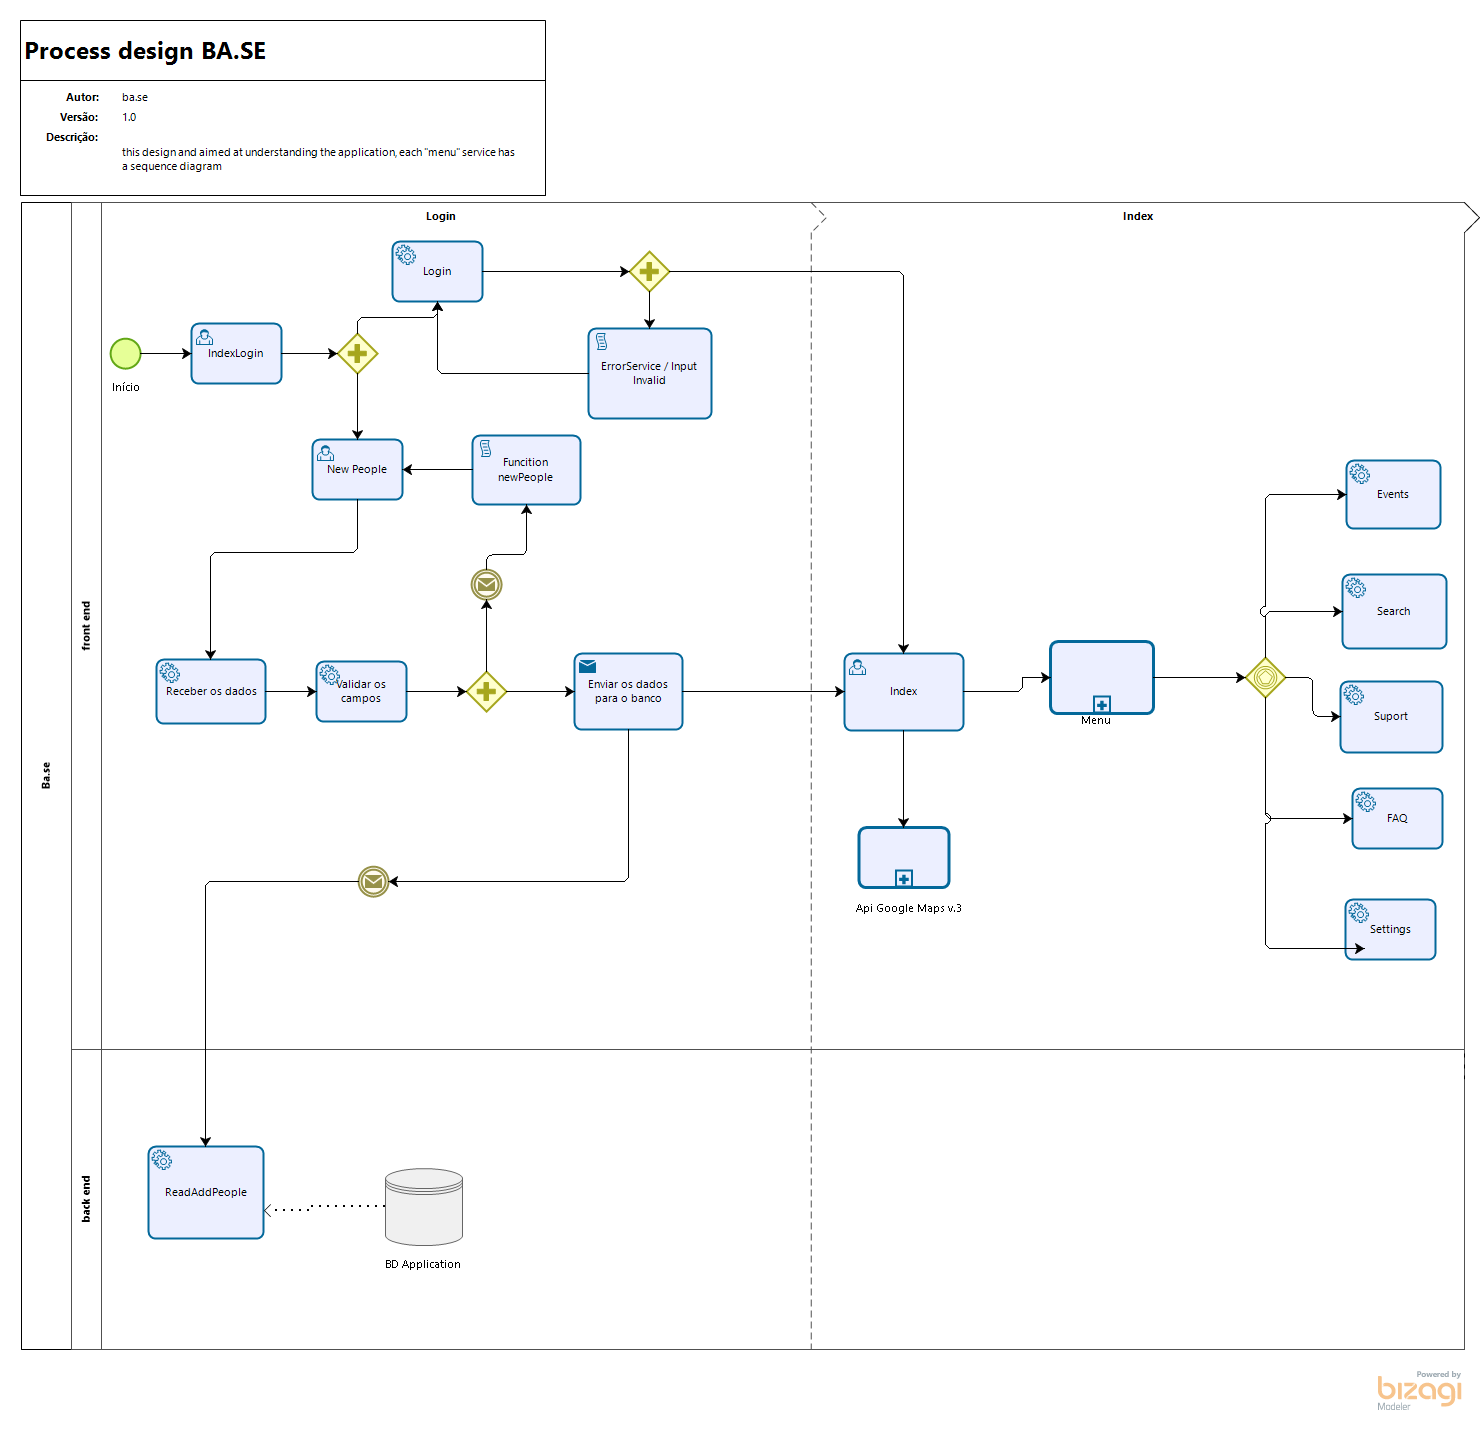 Process design BA.SE
Autor: ba.se
Versão: 1.0
Descrição:
this design and aimed at understanding the application, each "menu" service has
a sequence diagram
Login
Index
Login
IndexLogin
Início
ErrorService / Input
Invalid
New People
Funcition
newPeople
Receber os dados
Validar os
campos
Enviar os dados
para o banco
Index
Menu
Api Google Maps v.3
Events
Search
Suport
FAQ
Settings
front end
Ba.se
back end
ReadAddPeople
BD Application
Powered by
bizagi
Modeler